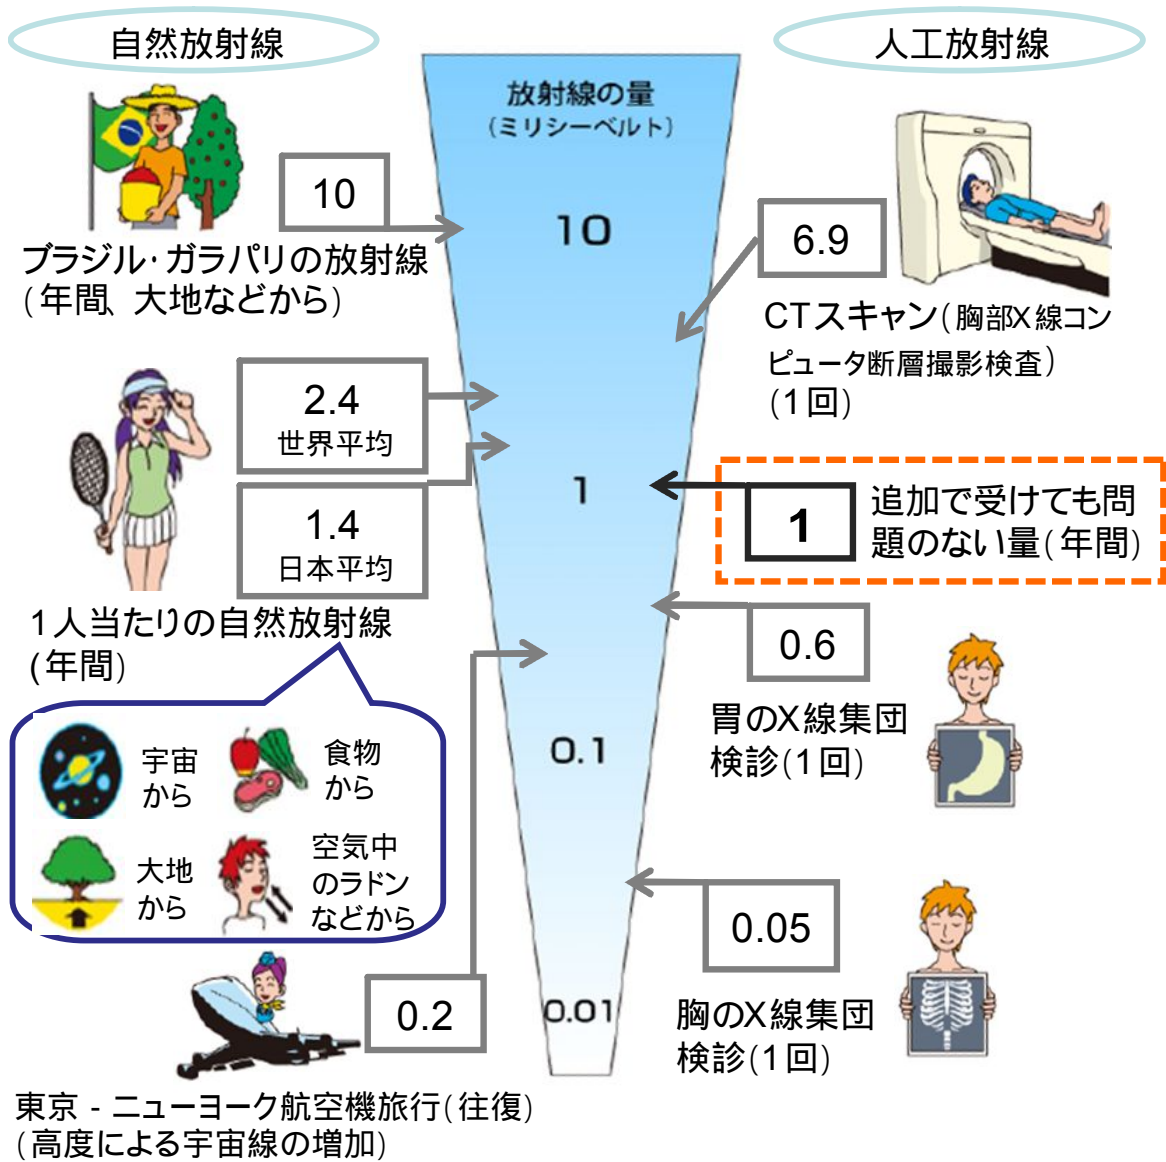 自然放射線
人工放射線
放射線の量
(ミリシーベルト)
10
1
0.1
0.01
10
ブラジル・ガラパリの放射線
(年間、大地などから)
2.4
世界平均
1.4
日本平均
1人当たりの自然放射線
(年間)
宇宙
から
食物
から
大地
から
空気中
のラドン
などから
0.2
東京 - ニューヨーク航空機旅行(往復)
(高度による宇宙線の増加)
6.9
CTスキャン(胸部X線コン
ピュータ断層撮影検査)
(1回)
1
追加で受けても問
題のない量(年間)
0.6
胃のX線集団
検診(1回)
0.05
胸のX線集団
検診(1回)